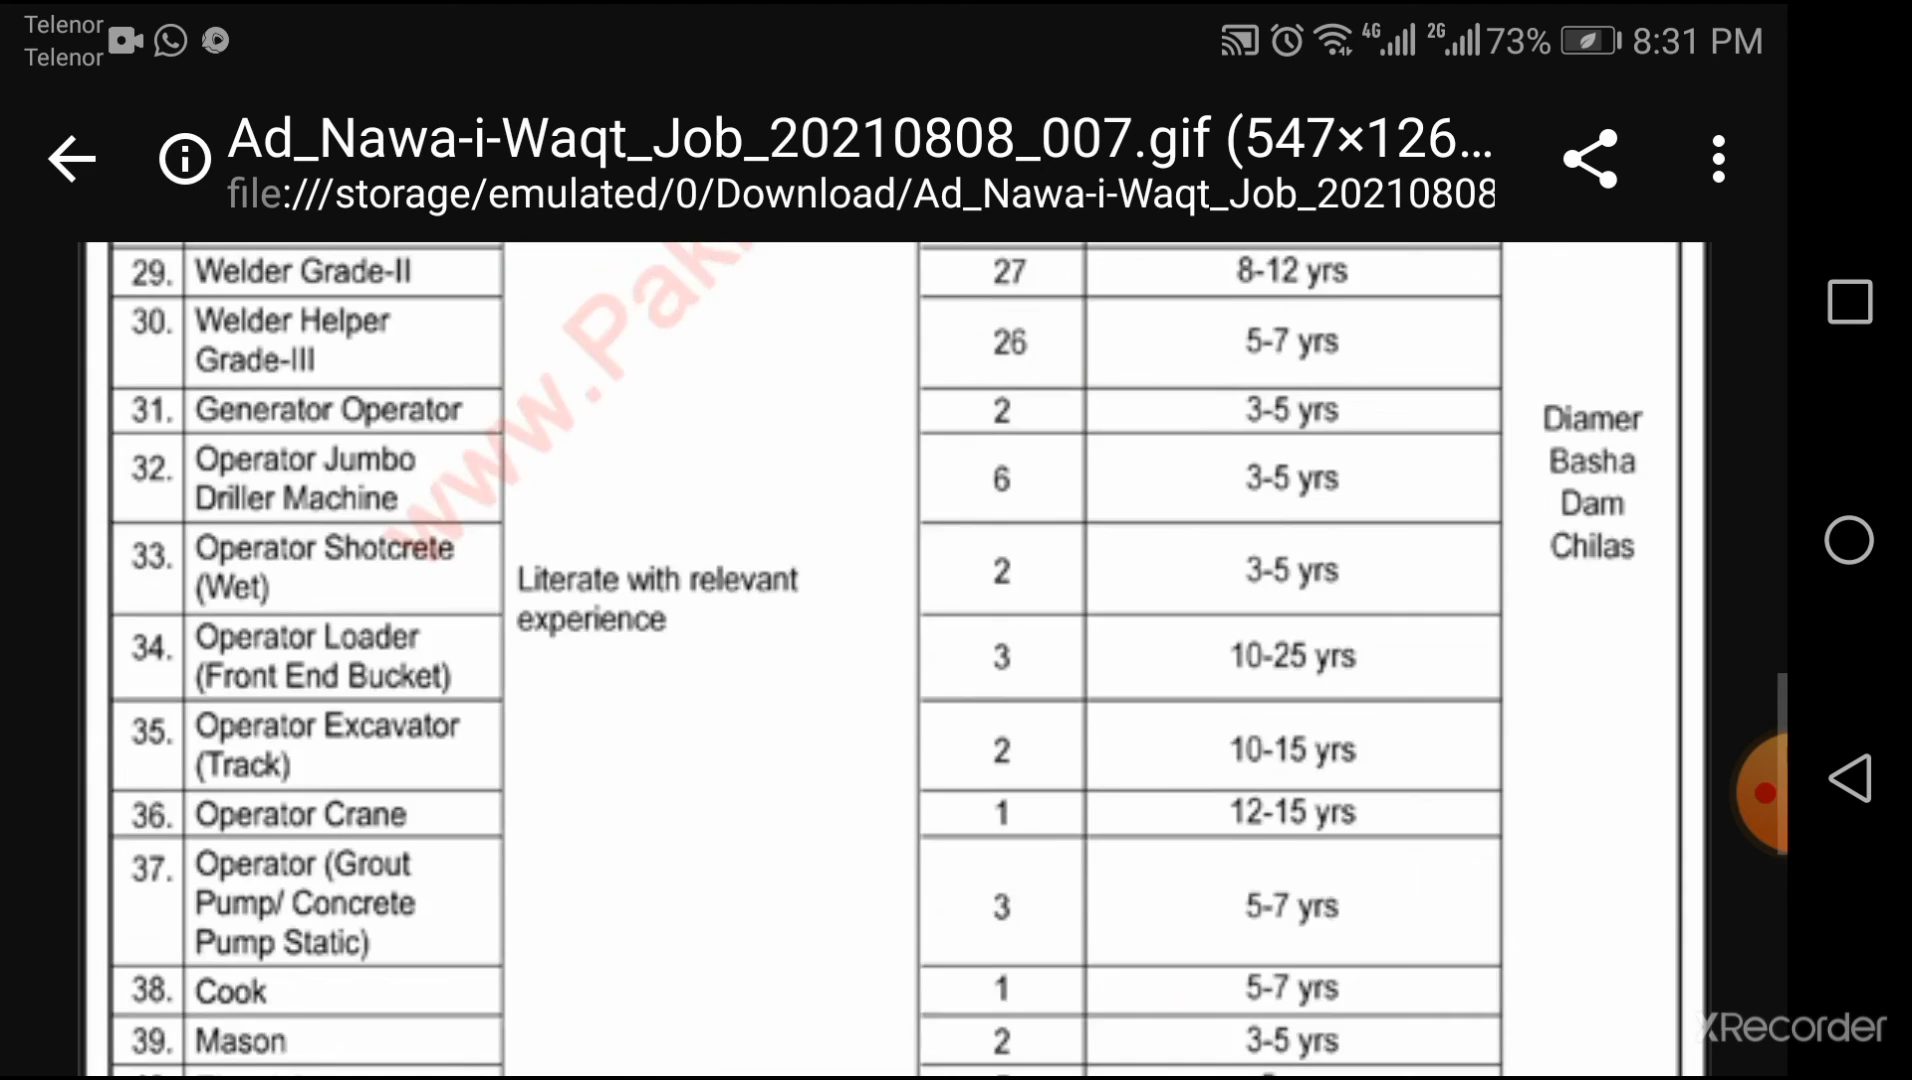 Telenor
Telenor
4G 2G 73% 8:31 PM
Ad_Nawa-i-Waqt_Job_20210808_007.gif (547×126...
file:///storage/emulated/0/Download/Ad_Nawa-i-Waqt_Job_20210808
www.Pak
29. Welder Grade-II 27 8-12 yrs
30. Welder Helper
Grade-III 26 5-7 yrs
31. Generator Operator 2 3-5 yrs
32. Operator Jumbo
Driller Machine 6 3-5 yrs
33. Operator Shotcrete
(Wet) 2 3-5 yrs
34. Operator Loader
(Front End Bucket) 3 10-25 yrs
35. Operator Excavator
(Track) 2 10-15 yrs
36. Operator Crane 1 12-15 yrs
37. Operator (Grout
Pump/ Concrete
Pump Static) 3 5-7 yrs
38. Cook 1 5-7 yrs
39. Mason 2 3-5 yrs
Literate with relevant
experience
Diamer
Basha
Dam
Chilas
XRecorder